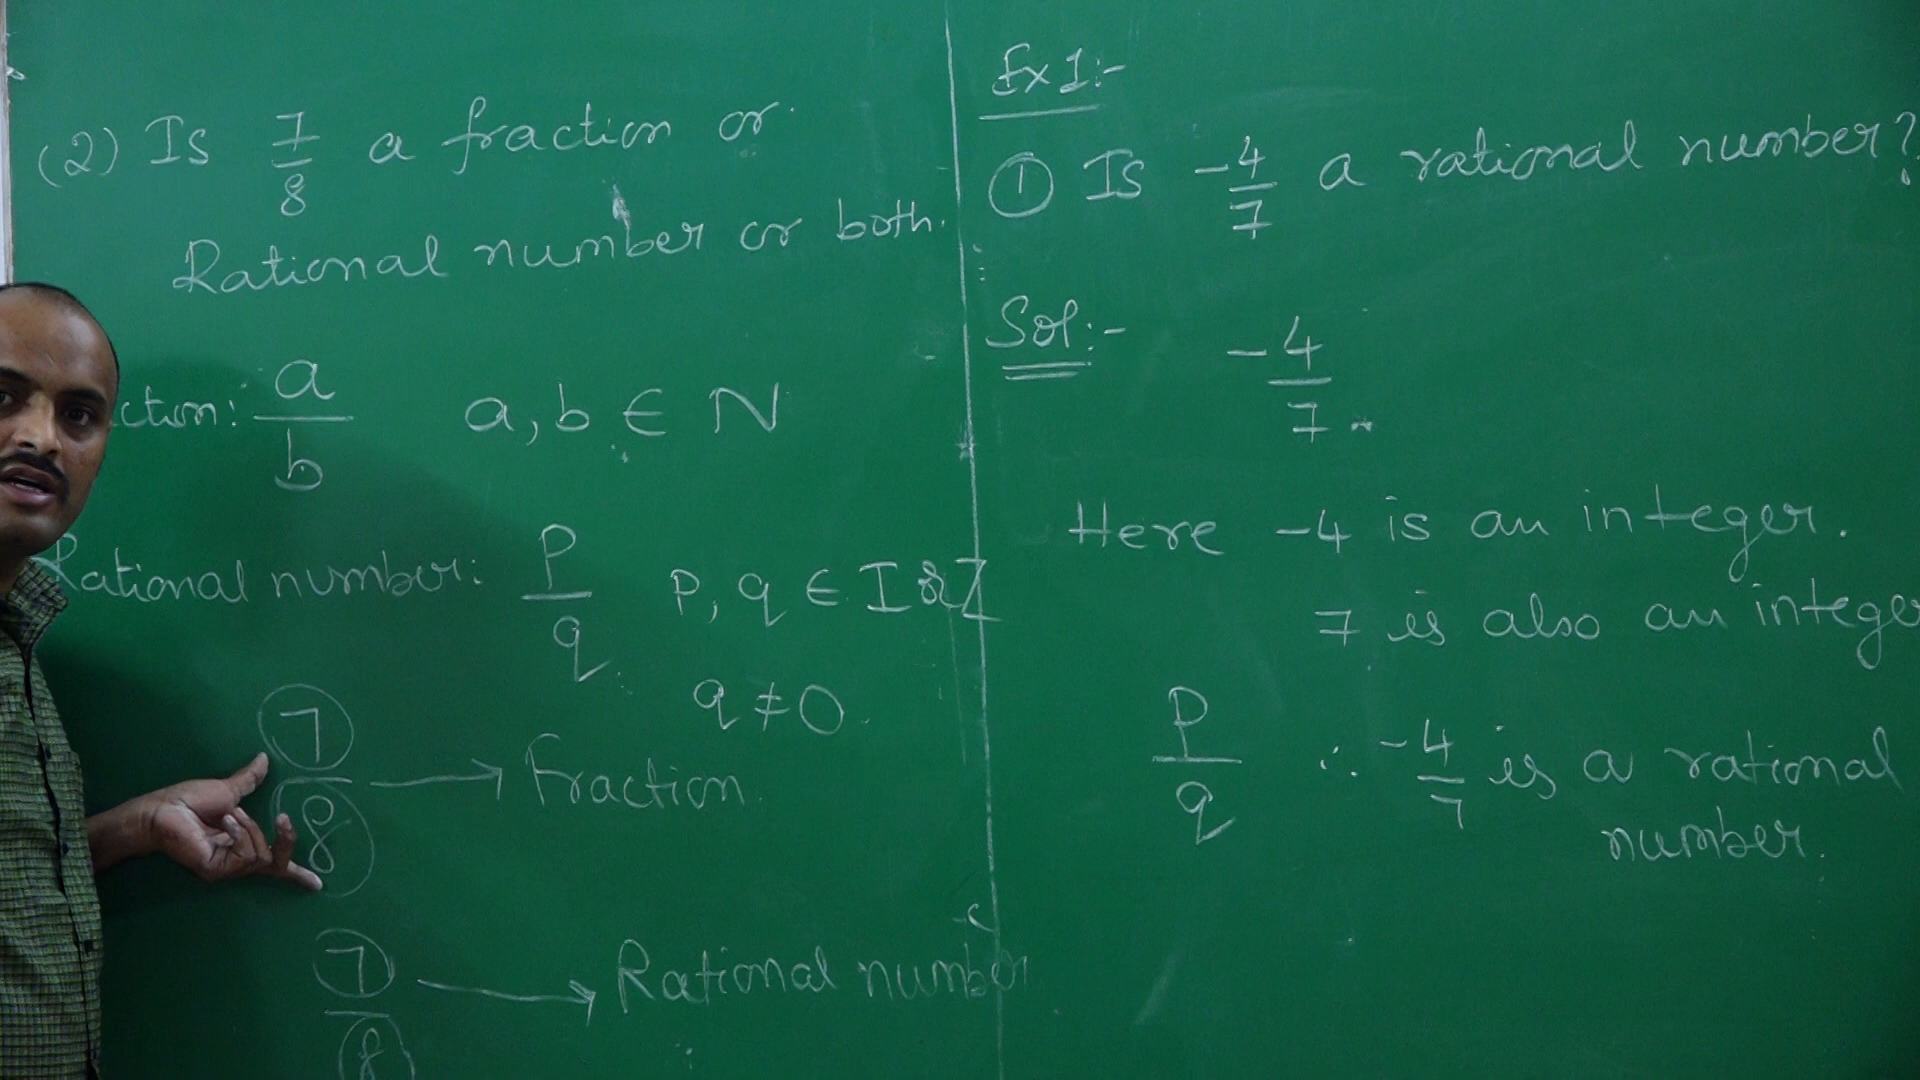 (2) Is 7/8 a fraction or
Rational number or both.
ction: a/b a, b ∈ N
Rational number: P/q P, q ∈ I or Z
q ≠ 0
7/8 → Fraction.
7/8 → Rational number
Ex 1:-
① Is -4/7 a rational number?
Sol:- -4/7
Here -4 is an integer.
7 is also an intege
P/q ∴ -4/7 is a rational
number.